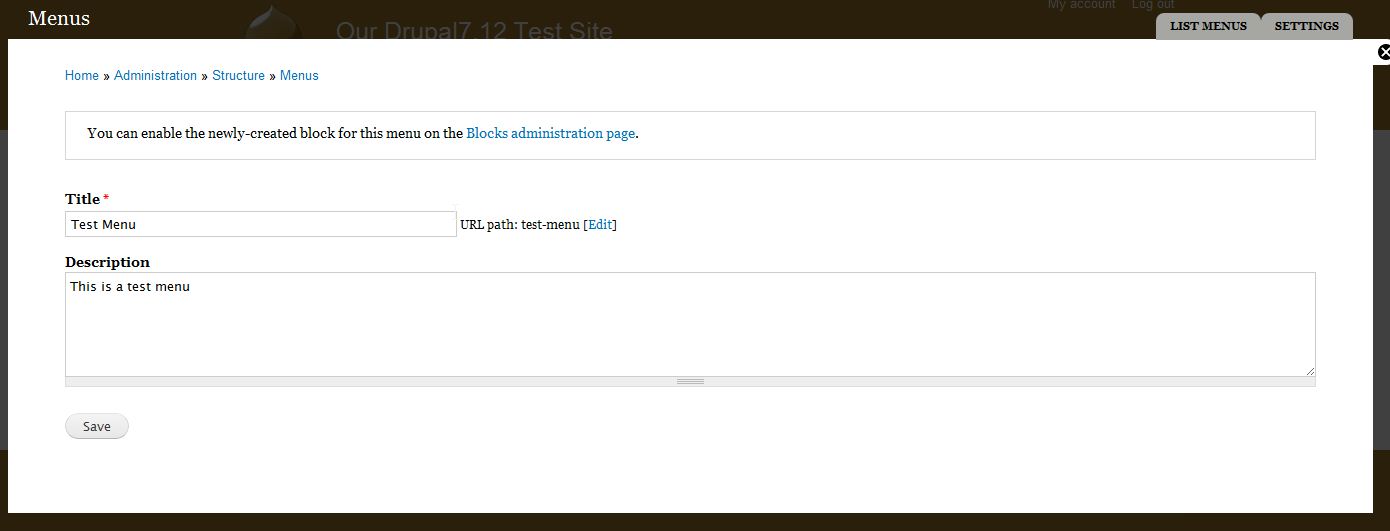 Menus
My account Log out
Our Drupal7.12 Test Site
LIST MENUS SETTINGS
Home » Administration » Structure » Menus
You can enable the newly-created block for this menu on the Blocks administration page.
Title *
Test Menu
URL path: test-menu [Edit]
Description
This is a test menu
Save